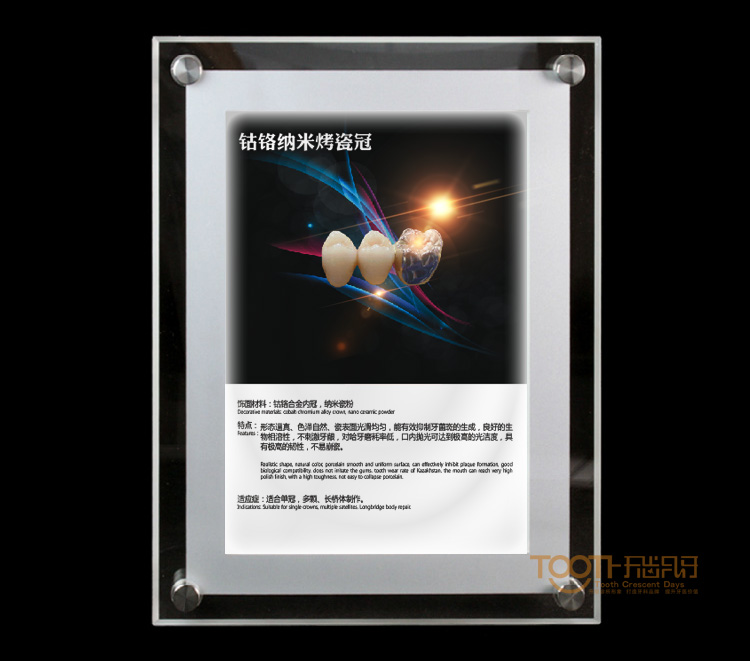 钴铬纳米烤瓷冠
饰面材料：钴铬合金内冠，纳米瓷粉
Decorative materials: cobalt chromium alloy crown, nano ceramic powder
特点：形态逼真、色泽自然、瓷表面光滑均匀，能有效抑制牙菌斑的生成，良好的生
Features:
物相溶性，不刺激牙龈，对哈牙磨耗率低，口内抛光可达到极高的光洁度，具
有极高的韧性，不易崩瓷。
Realistic shape, natural color, porcelain smooth and uniform surface, can effectively inhibit plaque formation, good
biological compatibility, does not irritate the gums, tooth wear rate of Kazakhstan, the mouth can reach very high
polish finish, with a high toughness, not easy to collapse porcelain.
适应症：适合单冠，多颗、长桥体制作。
Indications: Suitable for single crowns, multiple satellites. Long bridge body repair.
TOOTH
Tooth Crescent Days